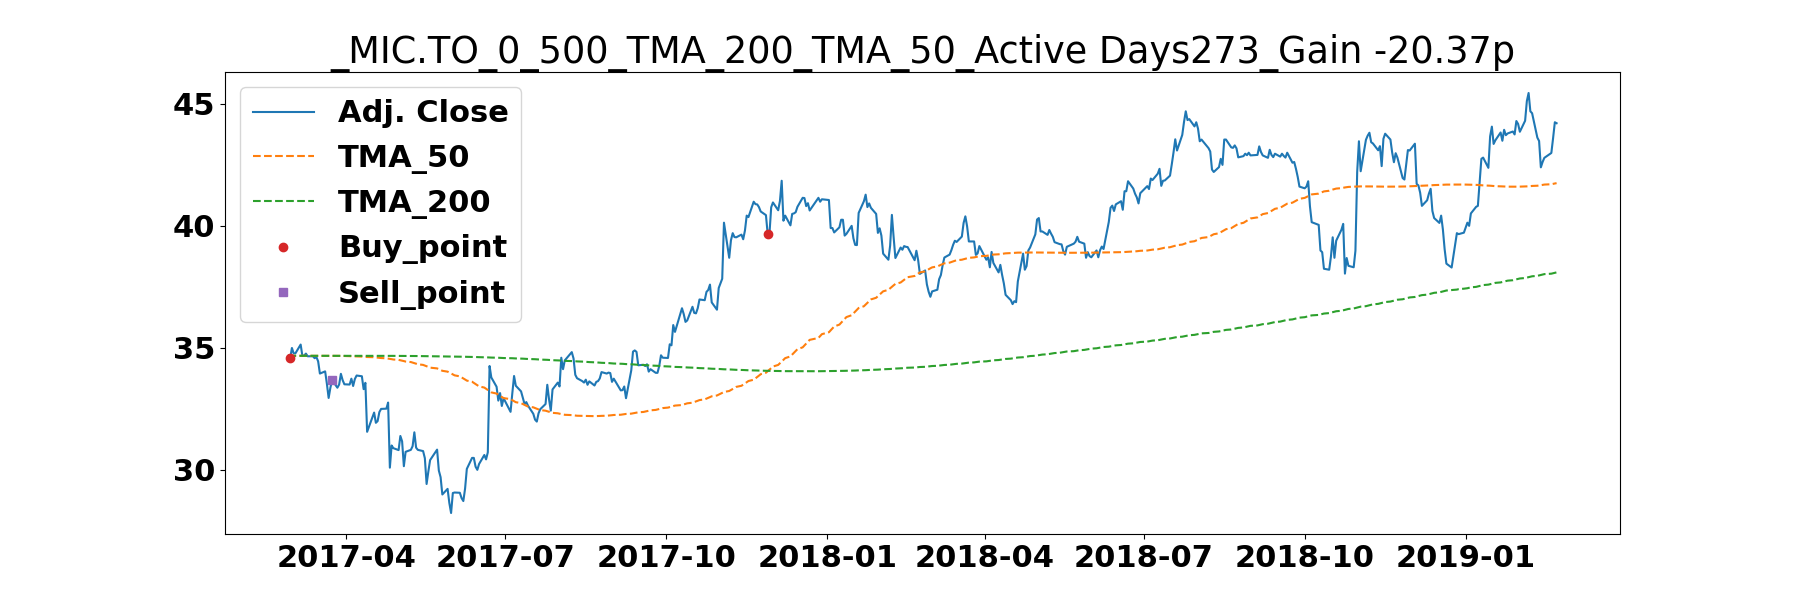 _MIC.TO_0_500_TMA_200_TMA_50_Active Days273_Gain -20.37p
45
40
35
30
Adj. Close
TMA_50
TMA_200
Buy_point
Sell_point
2017-04 2017-07 2017-10 2018-01 2018-04 2018-07 2018-10 2019-01